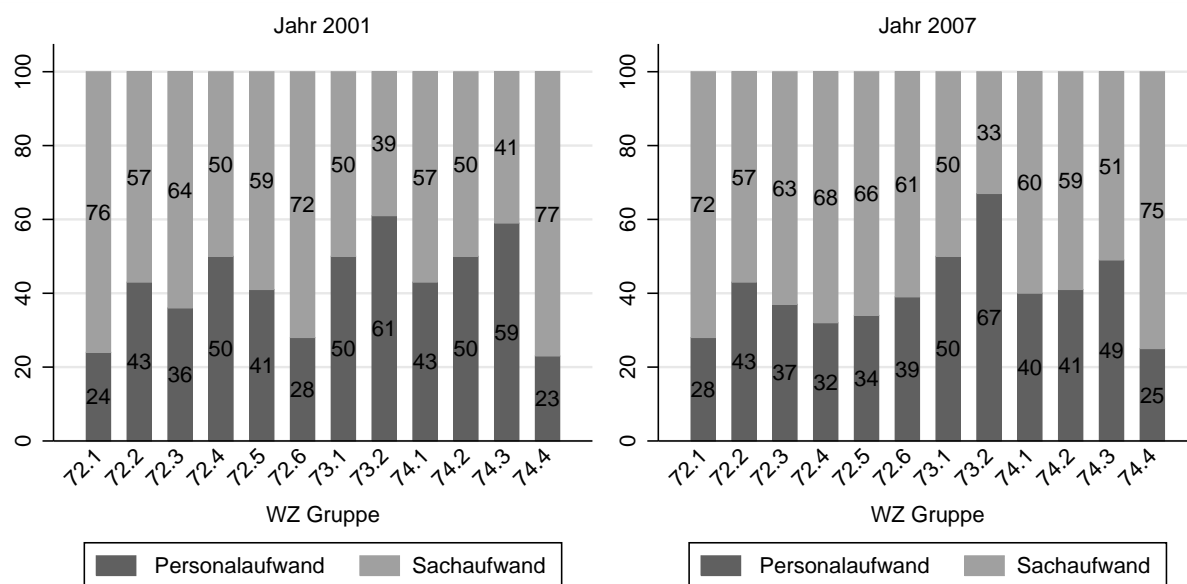 Jahr 2001
100
80
60
40
20
0
76 57 64 50 59 72 50 39 57 50 41 77
24 43 36 50 41 28 50 61 43 50 59 23
72.1 72.2 72.3 72.4 72.5 72.6 73.1 73.2 74.1 74.2 74.3 74.4
WZ Gruppe
Personalaufwand Sachaufwand
Jahr 2007
100
80
60
40
20
0
72 57 63 68 66 61 50 33 60 59 51 75
28 43 37 32 34 39 50 67 40 41 49 25
72.1 72.2 72.3 72.4 72.5 72.6 73.1 73.2 74.1 74.2 74.3 74.4
WZ Gruppe
Personalaufwand Sachaufwand